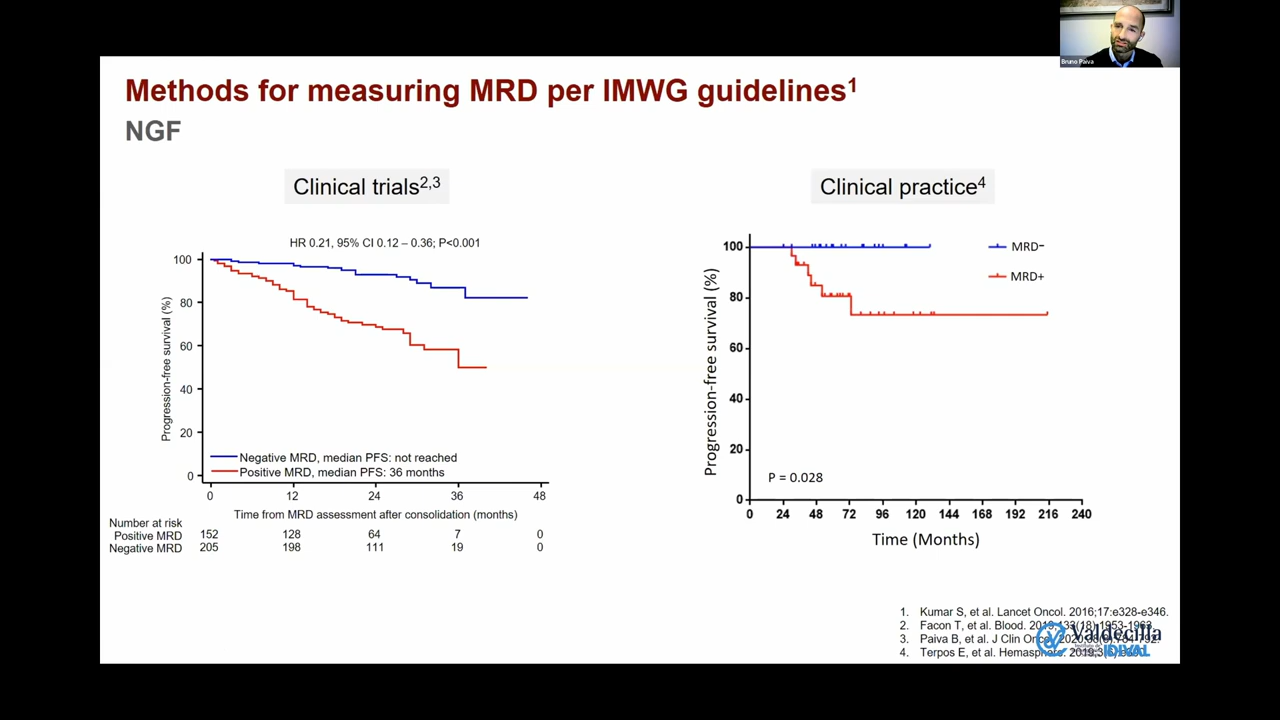 Bruno Paiva
Methods for measuring MRD per IMWG guidelines1
NGF
Clinical trials2,3
Clinical practice4
HR 0.21, 95% CI 0.12 – 0.36; P<0.001
100
80
60
40
20
0
Progression-free survival (%)
Negative MRD, median PFS: not reached
Positive MRD, median PFS: 36 months
0 12 24 36 48
Time from MRD assessment after consolidation (months)
Number at risk
Positive MRD 152 128 64 7 0
Negative MRD 205 198 111 19 0
MRD−
MRD+
100
80
60
40
20
0
Progression-free survival (%)
P = 0.028
0 24 48 72 96 120 144 168 192 216 240
Time (Months)
1. Kumar S, et al. Lancet Oncol. 2016;17:e328-e346.
2. Facon T, et al. Blood.
3. Paiva B, et al. J Clin
4. Terpos E, et al. Hemasphere.
Valdecilla
IDIVAL